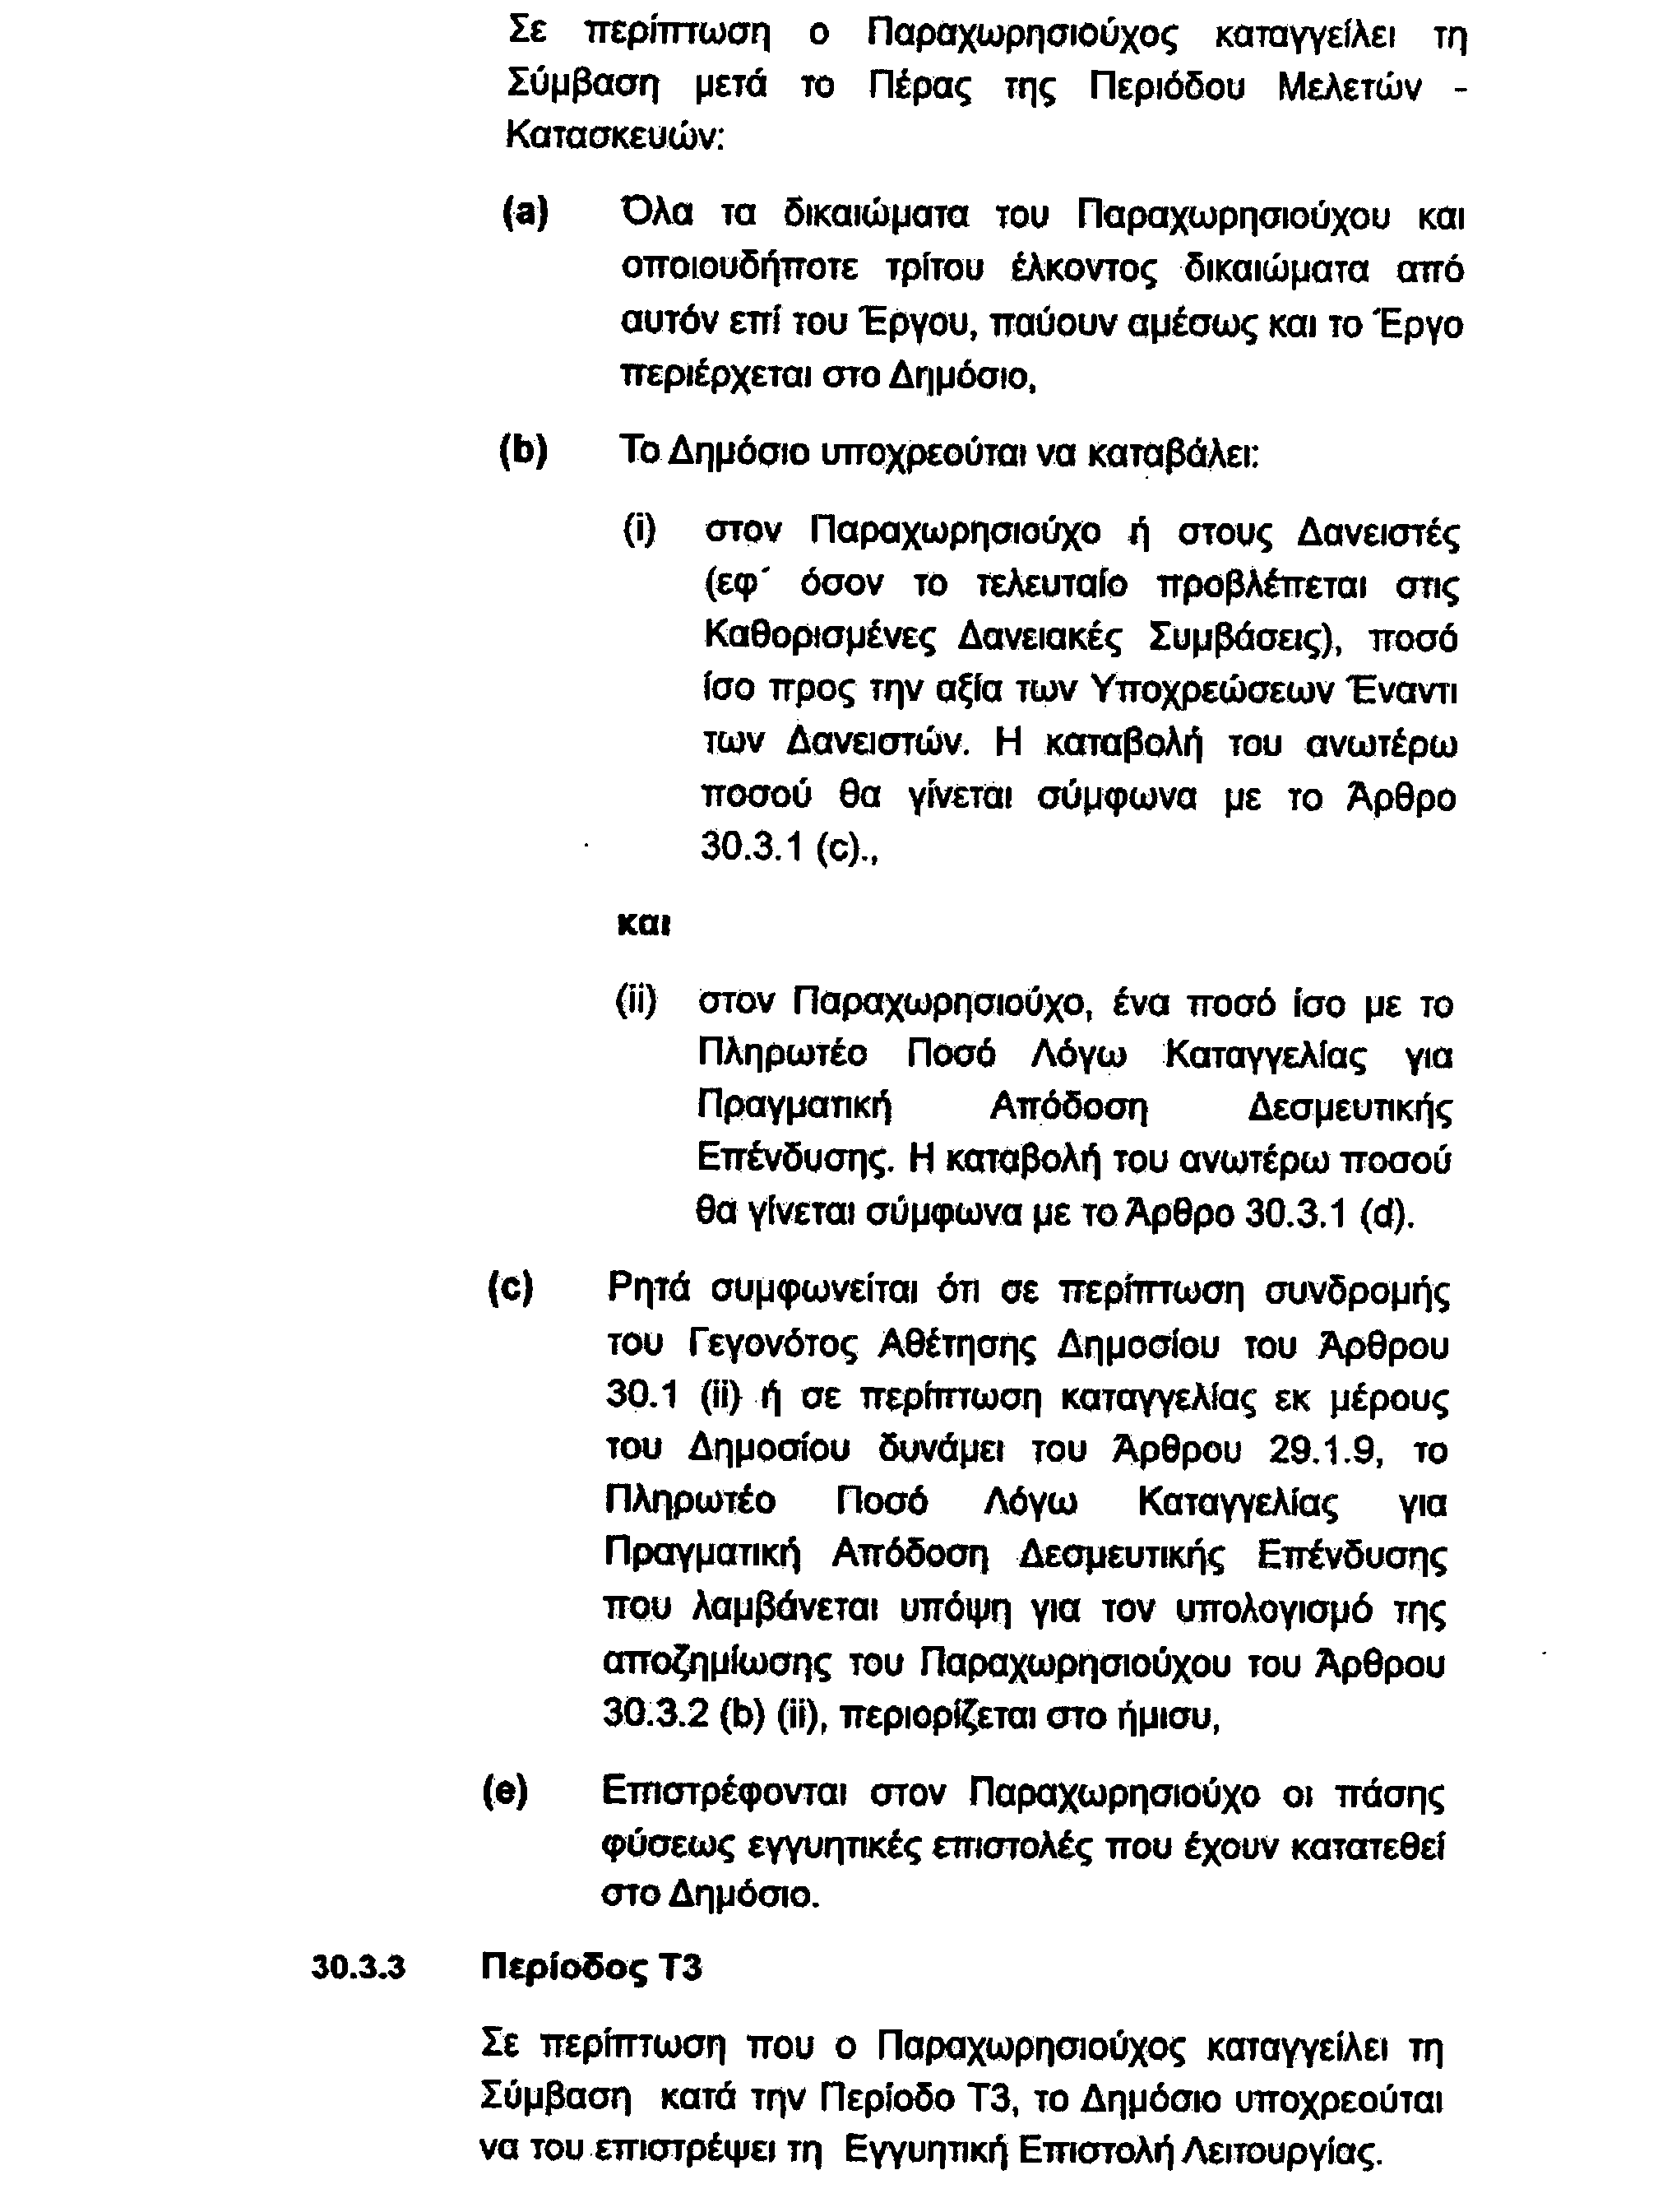 Σε περίπτωση ο Παραχωρησιούχος καταγγείλει τη
Σύμβαση μετά το Πέρας της Περιόδου Μελετών -
Κατασκευών:
(a) Όλα τα δικαιώματα του Παραχωρησιούχου και
οποιουδήποτε τρίτου έλκοντος δικαιώματα από
αυτόν επί του Έργου, παύουν αμέσως και το Έργο
περιέρχεται στο Δημόσιο,
(b) Το Δημόσιο υποχρεούται να καταβάλει:
(i) στον Παραχωρησιούχο ή στους Δανειστές
(εφ΄ όσον το τελευταίο προβλέπεται στις
Καθορισμένες Δανειακές Συμβάσεις), ποσό
ίσο προς την αξία των Υποχρεώσεων Έναντι
των Δανειστών. Η καταβολή του ανωτέρω
ποσού θα γίνεται σύμφωνα με το Άρθρο
30.3.1 (c).,
και
(ii) στον Παραχωρησιούχο, ένα ποσό ίσο με το
Πληρωτέο Ποσό Λόγω Καταγγελίας για
Πραγματική Απόδοση Δεσμευτικής
Επένδυσης. Η καταβολή του ανωτέρω ποσού
θα γίνεται σύμφωνα με το Άρθρο 30.3.1 (d).
(c) Ρητά συμφωνείται ότι σε περίπτωση συνδρομής
του Γεγονότος Αθέτησης Δημοσίου του Άρθρου
30.1 (ii) ή σε περίπτωση καταγγελίας εκ μέρους
του Δημοσίου δυνάμει του Άρθρου 29.1.9, το
Πληρωτέο Ποσό Λόγω Καταγγελίας για
Πραγματική Απόδοση Δεσμευτικής Επένδυσης
που λαμβάνεται υπόψη για τον υπολογισμό της
αποζημίωσης του Παραχωρησιούχου του Άρθρου
30.3.2 (b) (ii), περιορίζεται στο ήμισυ,
(e) Επιστρέφονται στον Παραχωρησιούχο οι πάσης
φύσεως εγγυητικές επιστολές που έχουν κατατεθεί
στο Δημόσιο.
30.3.3 Περίοδος Τ3
Σε περίπτωση που ο Παραχωρησιούχος καταγγείλει τη
Σύμβαση κατά την Περίοδο Τ3, το Δημόσιο υποχρεούται
να του επιστρέψει τη Εγγυητική Επιστολή Λειτουργίας.